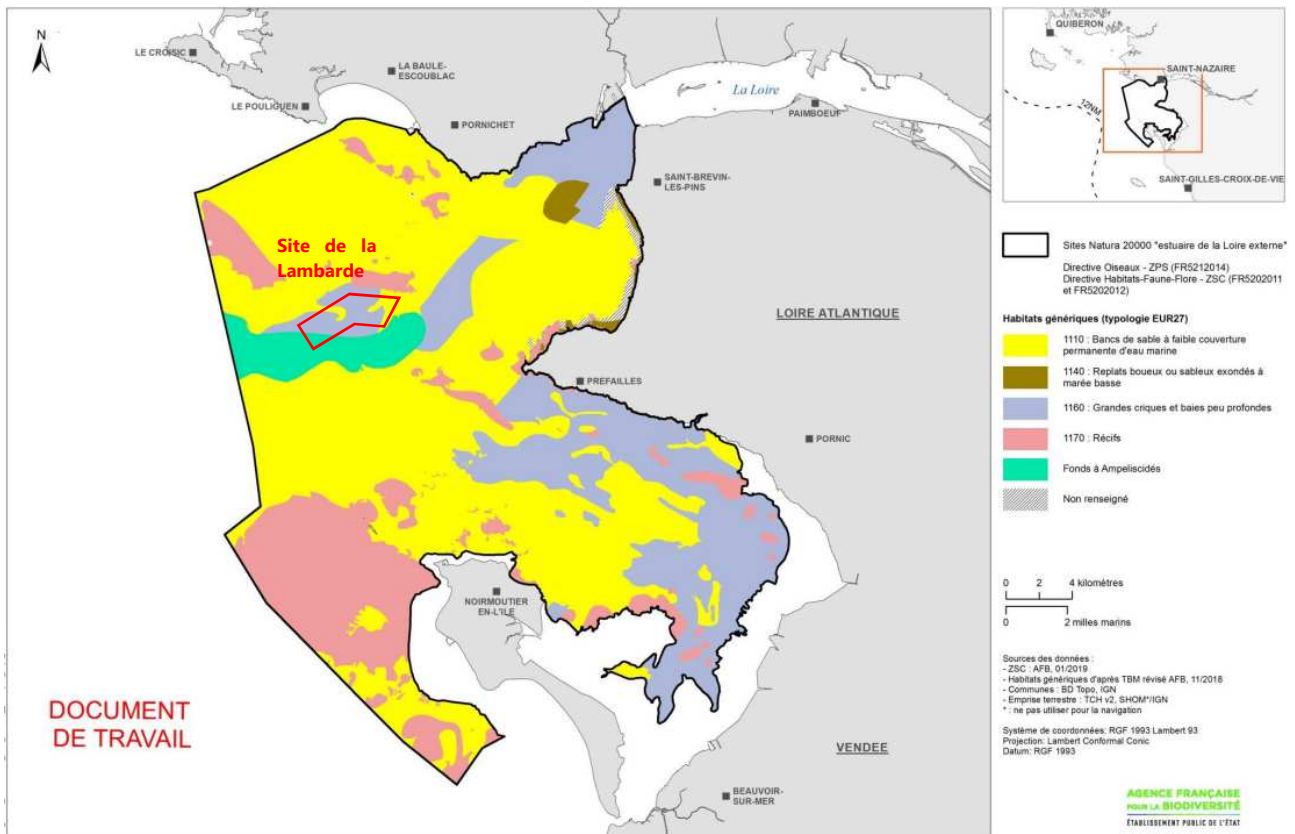 N
LE CROISIC
LA BAULE-
ESCOUBLAC
LE POULIGUEN
PORNICHET
La Loire
PAIMBOEUF
SAINT-BREVIN-
LES-PINS
Site de la
Lambarde
LOIRE ATLANTIQUE
PREFAILLES
PORNIC
NOIRMOUTIER
EN-L'ILE
DOCUMENT
DE TRAVAIL
VENDEE
BEAUVOIR-
SUR-MER
QUIBERON
SAINT-NAZAIRE
12NM
SAINT-GILLES-CROIX-DE-VIE
Sites Natura 20000 "estuaire de la Loire externe"
Directive Oiseaux - ZPS (FR5212014)
Directive Habitats-Faune-Flore - ZSC (FR5202011
et FR5202012)
Habitats génériques (typologie EUR27)
1110 : Bancs de sable à faible couverture
permanente d'eau marine
1140 : Replats boueux ou sableux exondés à
marée basse
1160 : Grandes criques et baies peu profondes
1170 : Récifs
Fonds à Ampeliscidés
Non renseigné
0 2 4 kilomètres
0 2 milles marins
Sources des données :
- ZSC : AFB, 01/2019
- Habitats génériques d'après TBM révisé AFB, 11/2018
- Communes : BD Topo, IGN
- Emprise terrestre : TCH v2, SHOM*/IGN
* : ne pas utiliser pour la navigation
Système de coordonnées: RGF 1993 Lambert 93
Projection: Lambert Conformal Conic
Datum: RGF 1993
AGENCE FRANÇAISE
POUR LA BIODIVERSITÉ
ÉTABLISSEMENT PUBLIC DE L'ÉTAT